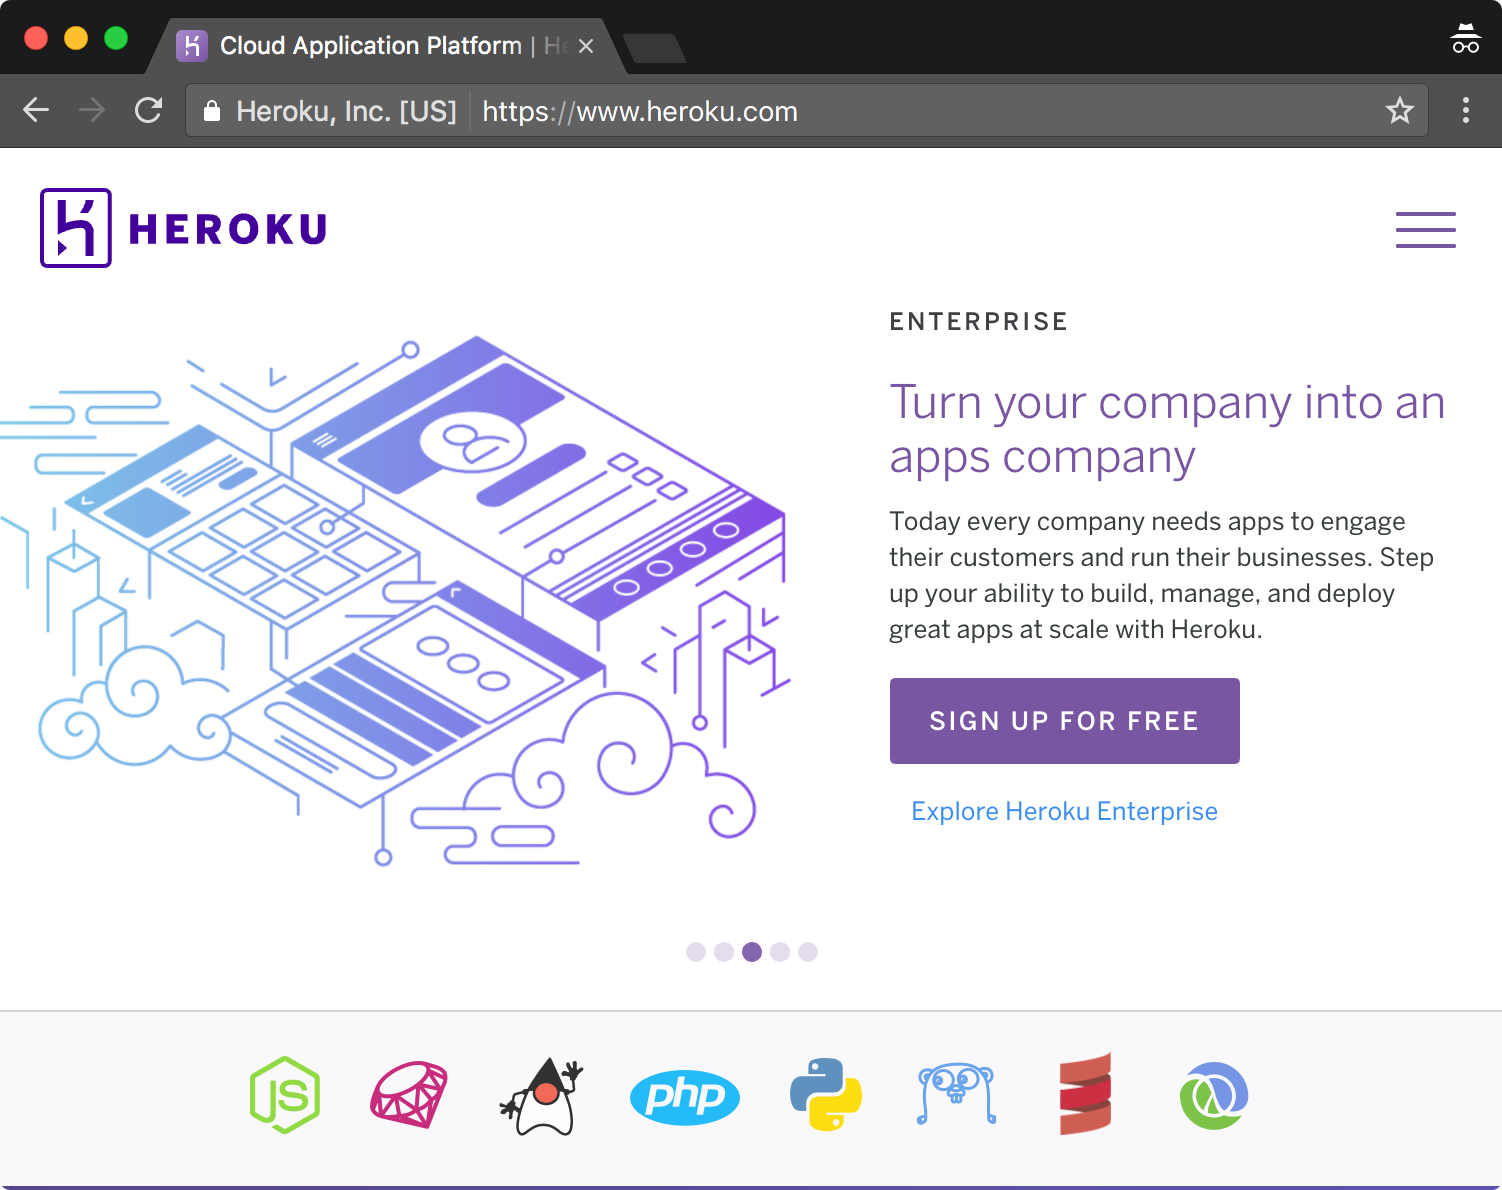 Cloud Application Platform | He
Heroku, Inc. [US]
https://www.heroku.com
HEROKU
ENTERPRISE
Turn your company into an
apps company
Today every company needs apps to engage
their customers and run their businesses. Step
up your ability to build, manage, and deploy
great apps at scale with Heroku.
SIGN UP FOR FREE
Explore Heroku Enterprise
JS
php